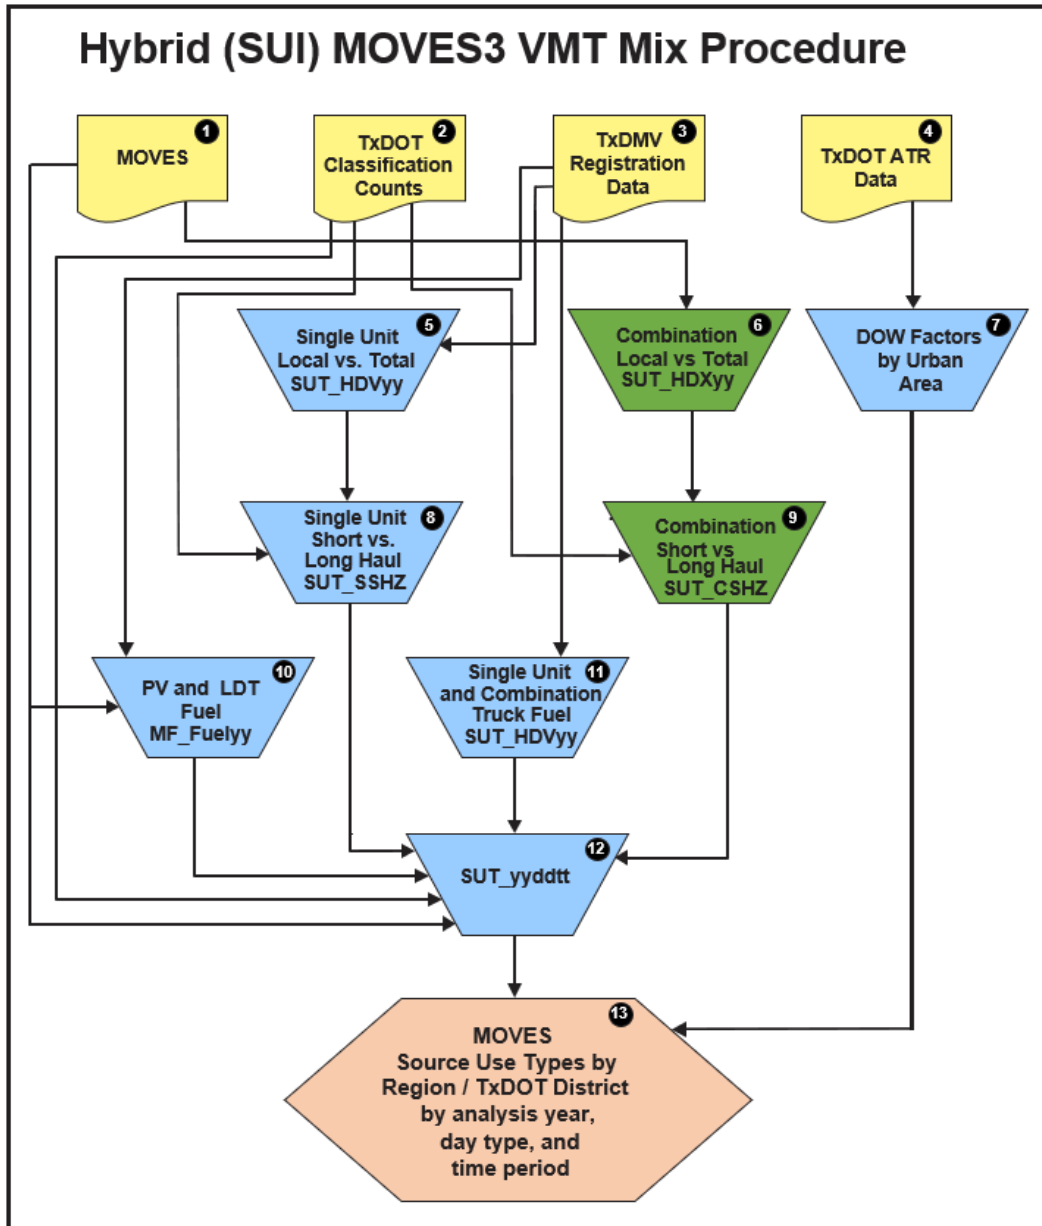 Hybrid (SUI) MOVES3 VMT Mix Procedure
1
MOVES
2
TxDOT
Classification
Counts
3
TxDMV
Registration
Data
4
TxDOT ATR
Data
5
Single Unit
Local vs. Total
SUT_HDVyy
6
Combination
Local vs Total
SUT_HDXyy
7
DOW Factors
by Urban
Area
8
Single Unit
Short vs.
Long Haul
SUT_SSHZ
9
Combination
Short vs
Long Haul
SUT_CSHZ
10
PV and LDT
Fuel
MF_Fuelyy
11
Single Unit
and Combination
Truck Fuel
SUT_HDVyy
12
SUT_yyddtt
13
MOVES
Source Use Types by
Region / TxDOT District
by analysis year,
day type, and
time period